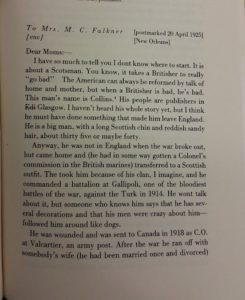 To Mrs. M. C. Falkner
[postmarked 20 April 1925]
[New Orleans]
Dear Moms:—
I have so much to tell you I dont know where to start. It is
about a Scotsman. You know, it takes a Britisher to really
"go bad" The American can always be reformed by talk of
home and mother, but when a Britisher is bad, he's bad.
This man's name is Collins.' His people are publishers in
Glasgow. I haven't heard his whole story yet, but I think
he must have done something that made him leave England.
He is a big man, with a long Scottish chin and reddish sandy
hair, about thirty five or maybe forty.
Anyway, he was not in England when the war broke out,
but came home and (he had in some way gotten a Colonel's
commission in the British marines) transferred to a Scottish
outfit. The took him because of his clan, I imagine, and he
commanded a battalion at Gallipoli, one of the bloodiest
battles of the war, against the Turk in 1914. He wont talk
about it, but someone who knows him says that he has sev-
eral decorations and that his men were crazy about him—
followed him around like dogs.
He was wounded and was sent to Canada in 1918 as C.O.
at Valcartier, an army post. After the war he ran off with
somebody's wife (he had been married once and divorced)